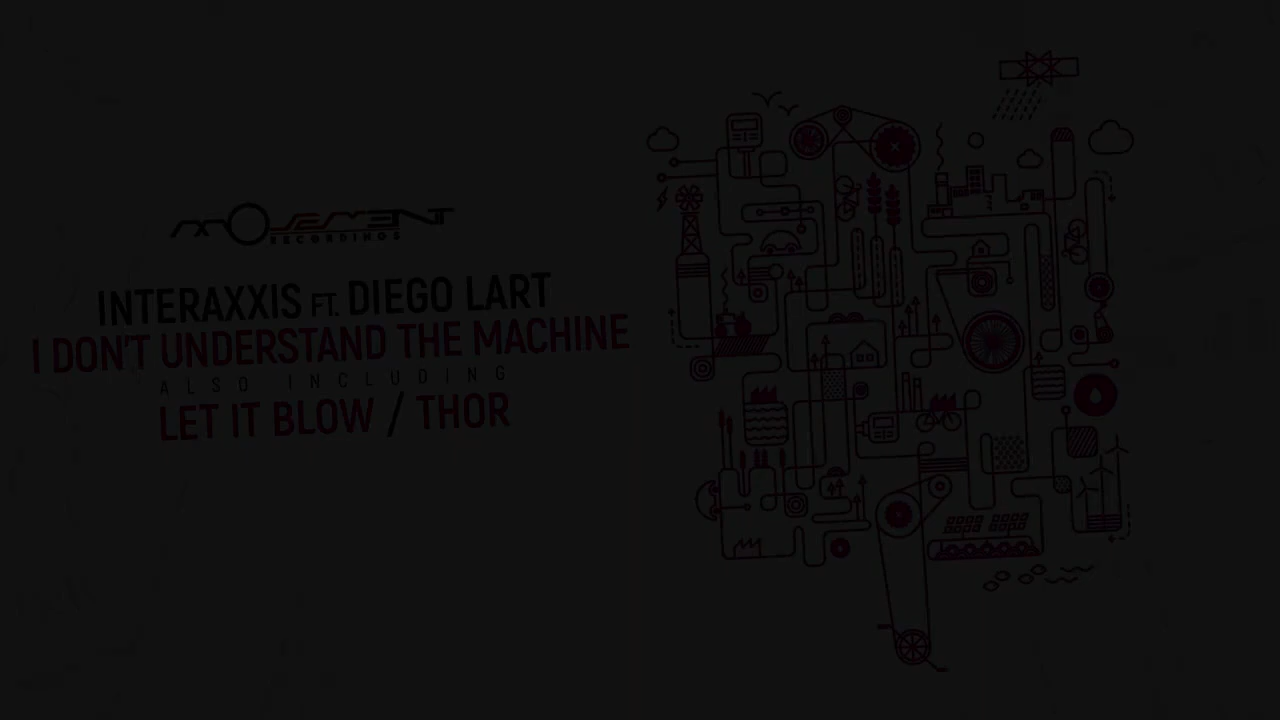 MOVEMENT
RECORDINGS
INTERAXXIS FT. DIEGO LART
I DON'T UNDERSTAND THE MACHINE
ALSO INCLUDING
LET IT BLOW / THOR